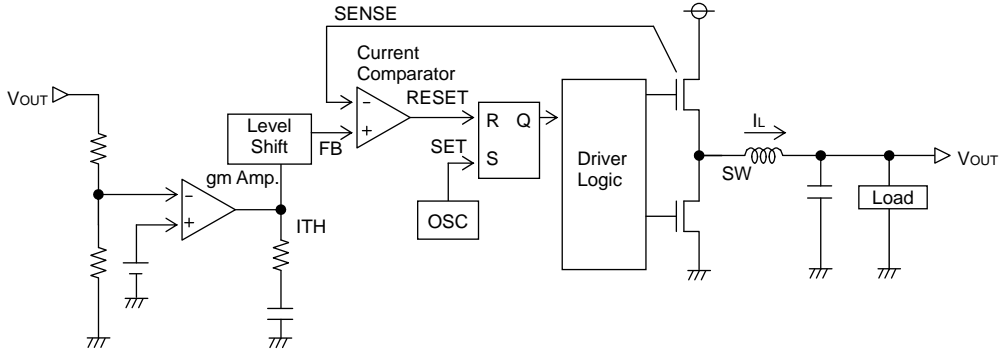 SENSE
Current
Comparator
RESET
VOUT
Level
Shift
FB
SET
R Q
S
Driver
Logic
IL
SW
VOUT
gm Amp.
OSC
Load
ITH
-
+
-
+